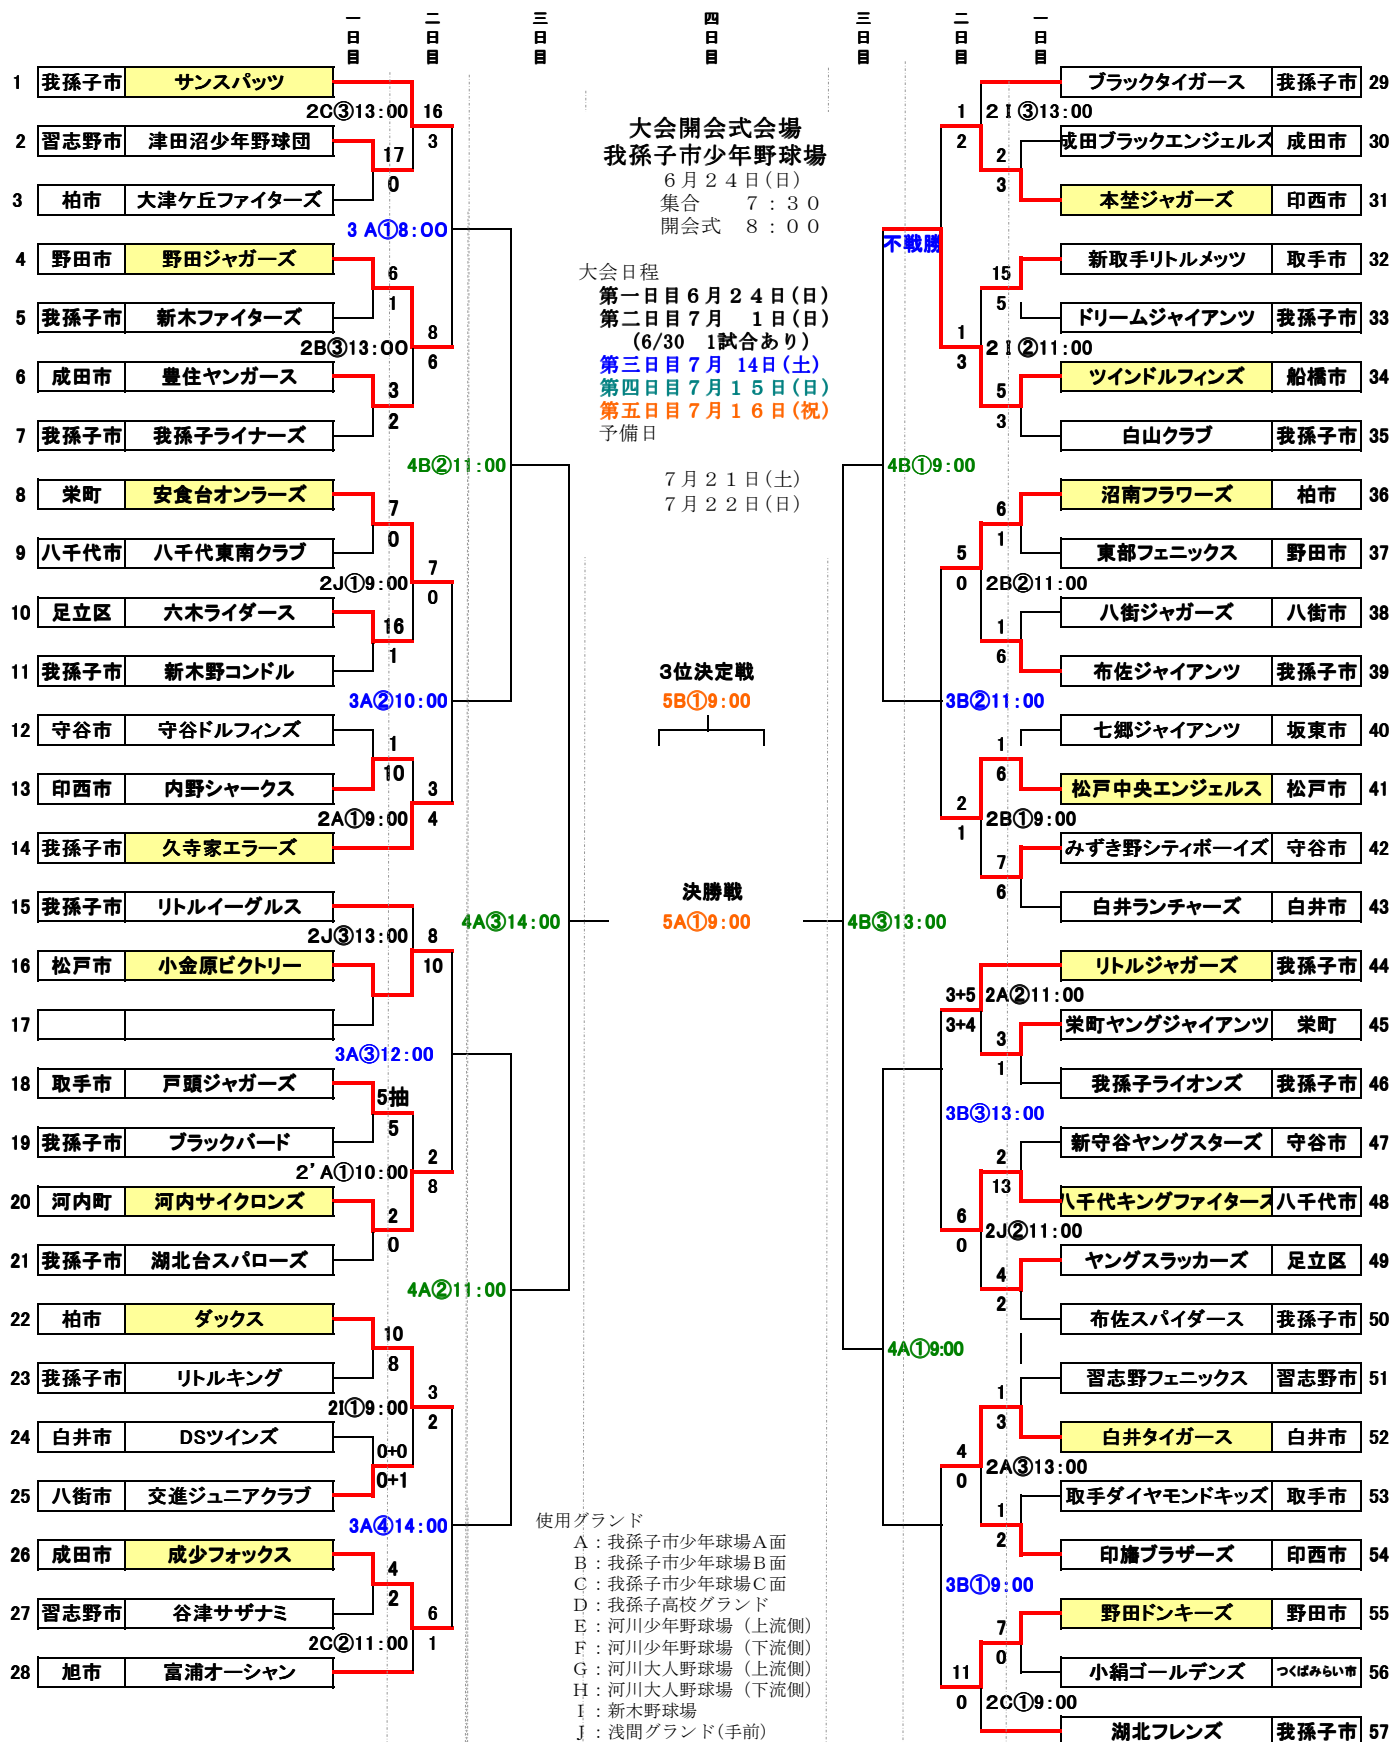 一日目 二日目 三日目 四日目 三日目 二日目 一日目
1 我孫子市 サンスパッツ
2C③13:00 16
3
2 習志野市 津田沼少年野球団
17
0
3 柏市 大津ケ丘ファイターズ
3 A①8:00
4 野田市 野田ジャガーズ
6
1
5 我孫子市 新木ファイターズ
8
2B③13:00
6
6 成田市 豊住ヤンガース
3
2
7 我孫子市 我孫子ライナーズ
4B②11:00
8 栄町 安食台オンラーズ
7
0
9 八千代市 八千代東南クラブ
7
2J①9:00
0
10 足立区 六木ライダース
16
1
11 我孫子市 新木野コンドル
3A②10:00
12 守谷市 守谷ドルフィンズ
1
10
13 印西市 内野シャークス
3
2A①9:00
4
14 我孫子市 久寺家エラーズ
15 我孫子市 リトルイーグルス
4A③14:00
2J③13:00 8
10
16 松戸市 小金原ビクトリー
17
3A③12:00
18 取手市 戸頭ジャガーズ
5抽
5
19 我孫子市 ブラックバード
2
2'A①10:00
8
20 河内町 河内サイクロンズ
2
0
21 我孫子市 湖北台スパローズ
4A②11:00
22 柏市 ダックス
10
8
23 我孫子市 リトルキング
3
2I①9:00
2
24 白井市 DSツインズ
0+0
0+1
25 八街市 交進ジュニアクラブ
3A④14:00
26 成田市 成少フォックス
4
2
27 習志野市 谷津サザナミ
6
2C②11:00 1
28 旭市 富浦オーシャン
大会開会式会場
我孫子市少年野球場
6月24日(日)
集合 7:30
開会式 8:00
大会日程
第一日目6月24日(日)
第二日目7月 1日(日)
(6/30 1試合あり)
第三日目7月 14日(土)
第四日目7月15日(日)
第五日目7月16日(祝)
予備日
7月21日(土)
7月22日(日)
3位決定戦
5B①9:00
決勝戦
5A①9:00
使用グランド
A:我孫子市少年球場A面
B:我孫子市少年球場B面
C:我孫子市少年球場C面
D:我孫子高校グランド
E:河川少年野球場(上流側)
F:河川少年野球場(下流側)
G:河川大人野球場(上流側)
H:河川大人野球場(下流側)
I:新木野球場
J:浅間グランド(手前)
ブラックタイガース 我孫子市 29
1 2I③13:00
2
成田ブラックエンジェルズ 成田市 30
2
3
本埜ジャガーズ 印西市 31
不戦勝
新取手リトルメッツ 取手市 32
15
5
ドリームジャイアンツ 我孫子市 33
1
2I②11:00
3
ツインドルフィンズ 船橋市 34
5
3
白山クラブ 我孫子市 35
4B①9:00
沼南フラワーズ 柏市 36
6
1
東部フェニックス 野田市 37
5
0 2B②11:00
八街ジャガーズ 八街市 38
1
6
布佐ジャイアンツ 我孫子市 39
3B②11:00
七郷ジャイアンツ 坂東市 40
1
6
松戸中央エンジェルス 松戸市 41
2
2B①9:00
1
みずき野シティボーイズ 守谷市 42
7
6
白井ランチャーズ 白井市 43
4B③13:00
リトルジャガーズ 我孫子市 44
3+5 2A②11:00
3+4
栄町ヤングジャイアンツ 栄町 45
3
1
我孫子ライオンズ 我孫子市 46
3B③13:00
新守谷ヤングスターズ 守谷市 47
2
13
八千代キングファイターズ 八千代市 48
6
2J②11:00
0
ヤングスラッカーズ 足立区 49
4
2
布佐スパイダース 我孫子市 50
4A①9:00
習志野フェニックス 習志野市 51
1
3
白井タイガース 白井市 52
4
2A③13:00
0
取手ダイヤモンドキッズ 取手市 53
1
2
印旛ブラザーズ 印西市 54
3B①9:00
野田ドンキーズ 野田市 55
7
0
小絹ゴールデンズ つくばみらい市 56
11
0 2C①9:00
湖北フレンズ 我孫子市 57